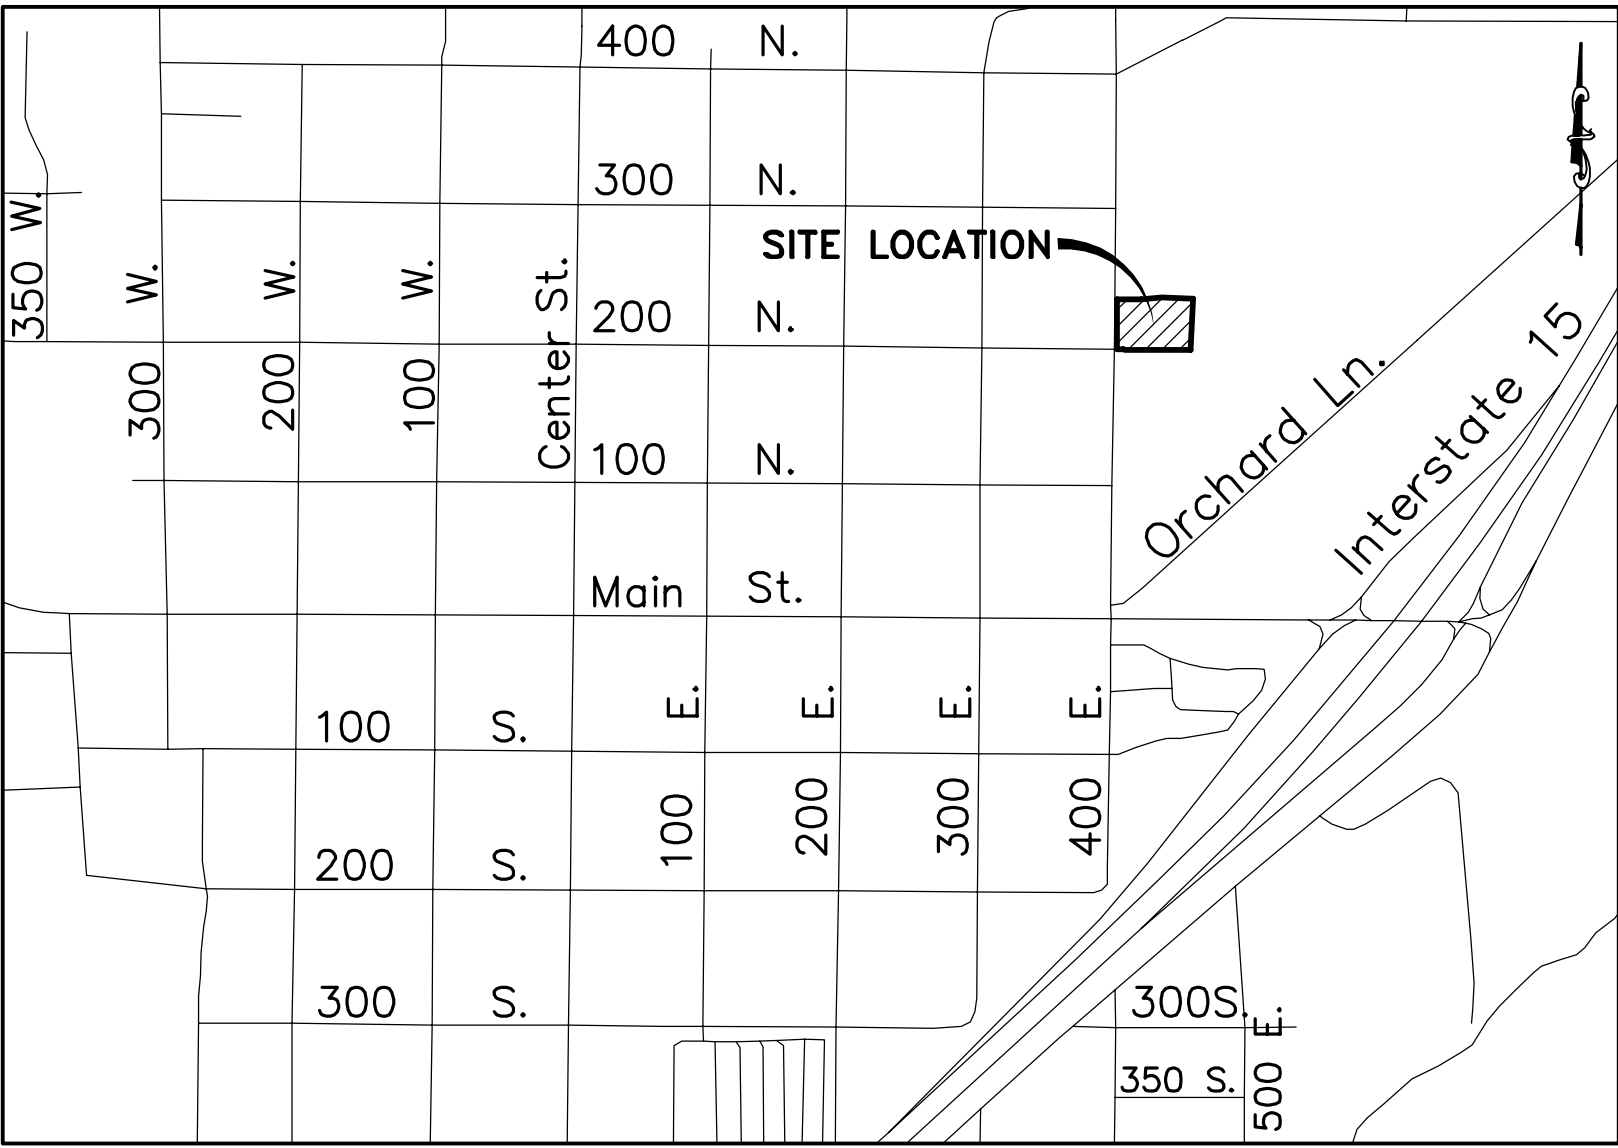 400 N.
300 N.
SITE LOCATION
200 N.
100 N.
350 W.
300 W.
200 W.
100 W.
Center St.
Orchard Ln.
Interstate 15
Main St.
100 S.
200 S.
300 S.
100 E.
200 E.
300 E.
400 E.
300S.
350 S.
500 E.